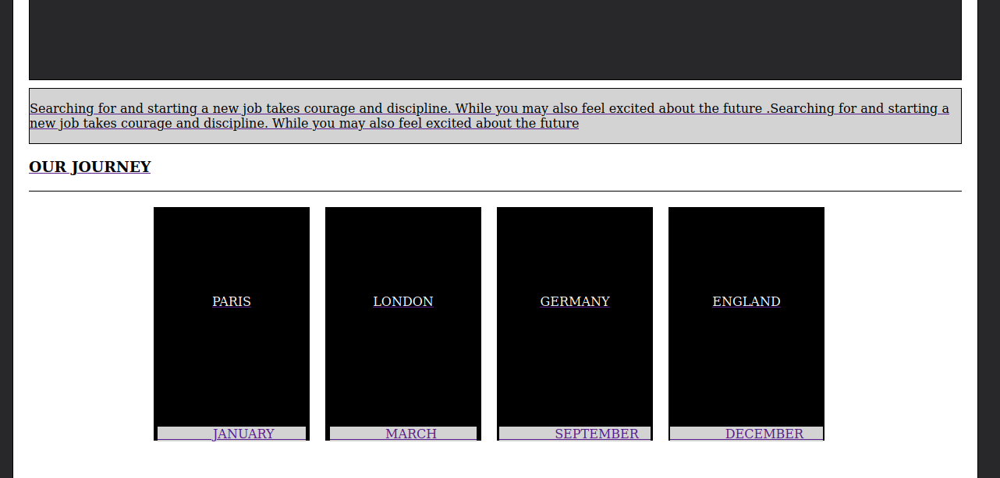 Searching for and starting a new job takes courage and discipline. While you may also feel excited about the future .Searching for and starting a
new job takes courage and discipline. While you may also feel excited about the future
OUR JOURNEY
PARIS
LONDON
GERMANY
ENGLAND
JANUARY
MARCH
SEPTEMBER
DECEMBER